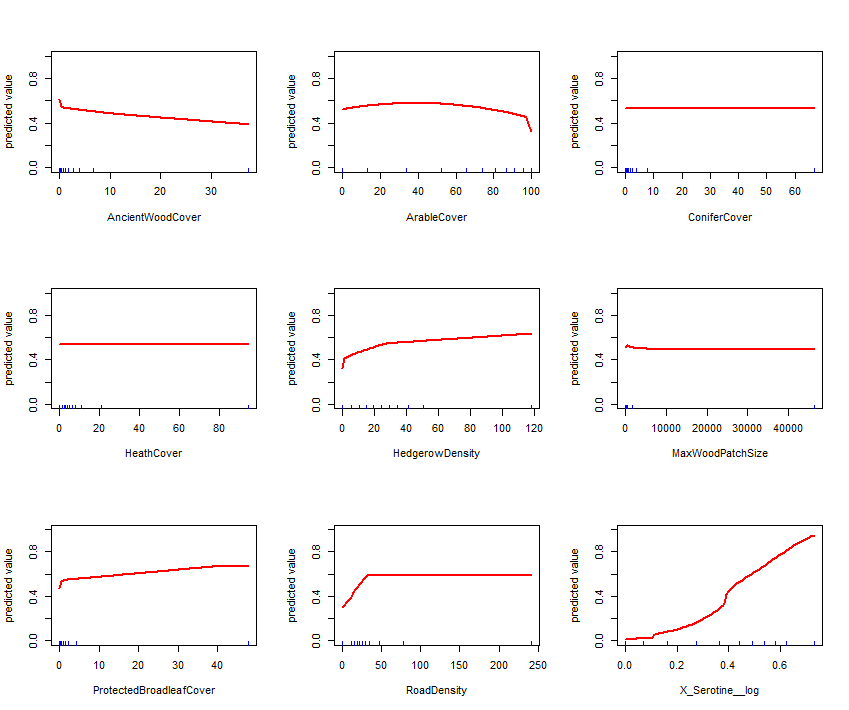 predicted value
0.0 0.4 0.8
0 10 20 30
AncientWoodCover
predicted value
0.0 0.4 0.8
0 20 40 60 80 100
ArableCover
predicted value
0.0 0.4 0.8
0 10 20 30 40 50 60
ConiferCover
predicted value
0.0 0.4 0.8
0 20 40 60 80
HeathCover
predicted value
0.0 0.4 0.8
0 20 40 60 80 100 120
HedgerowDensity
predicted value
0.0 0.4 0.8
0 10000 20000 30000 40000
MaxWoodPatchSize
predicted value
0.0 0.4 0.8
0 10 20 30 40
ProtectedBroadleafCover
predicted value
0.0 0.4 0.8
0 50 100 150 200 250
RoadDensity
predicted value
0.0 0.4 0.8
0.0 0.2 0.4 0.6
X_Serotine__log